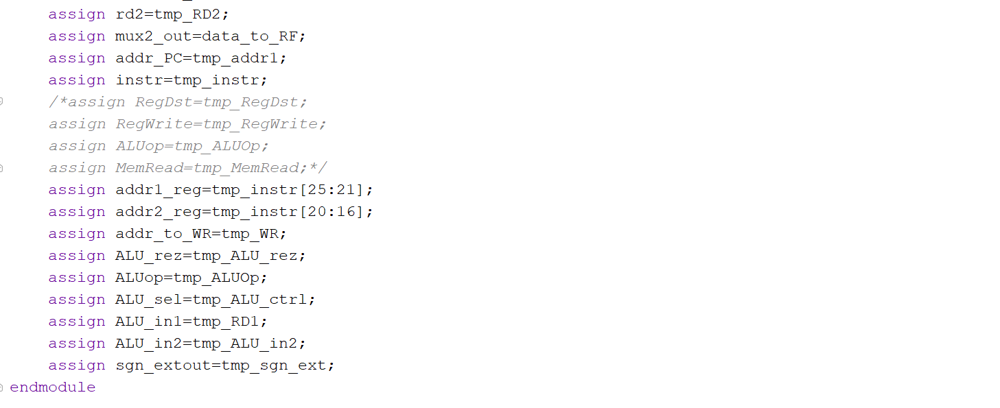 assign rd2=tmp_RD2;
assign mux2_out=data_to_RF;
assign addr_PC=tmp_addr1;
assign instr=tmp_instr;
/*assign RegDst=tmp_RegDst;
assign RegWrite=tmp_RegWrite;
assign ALUop=tmp_ALUOp;
assign MemRead=tmp_MemRead;*/
assign addr1_reg=tmp_instr[25:21];
assign addr2_reg=tmp_instr[20:16];
assign addr_to_WR=tmp_WR;
assign ALU_rez=tmp_ALU_rez;
assign ALUop=tmp_ALUOp;
assign ALU_sel=tmp_ALU_ctrl;
assign ALU_in1=tmp_RD1;
assign ALU_in2=tmp_ALU_in2;
assign sgn_extout=tmp_sgn_ext;
endmodule